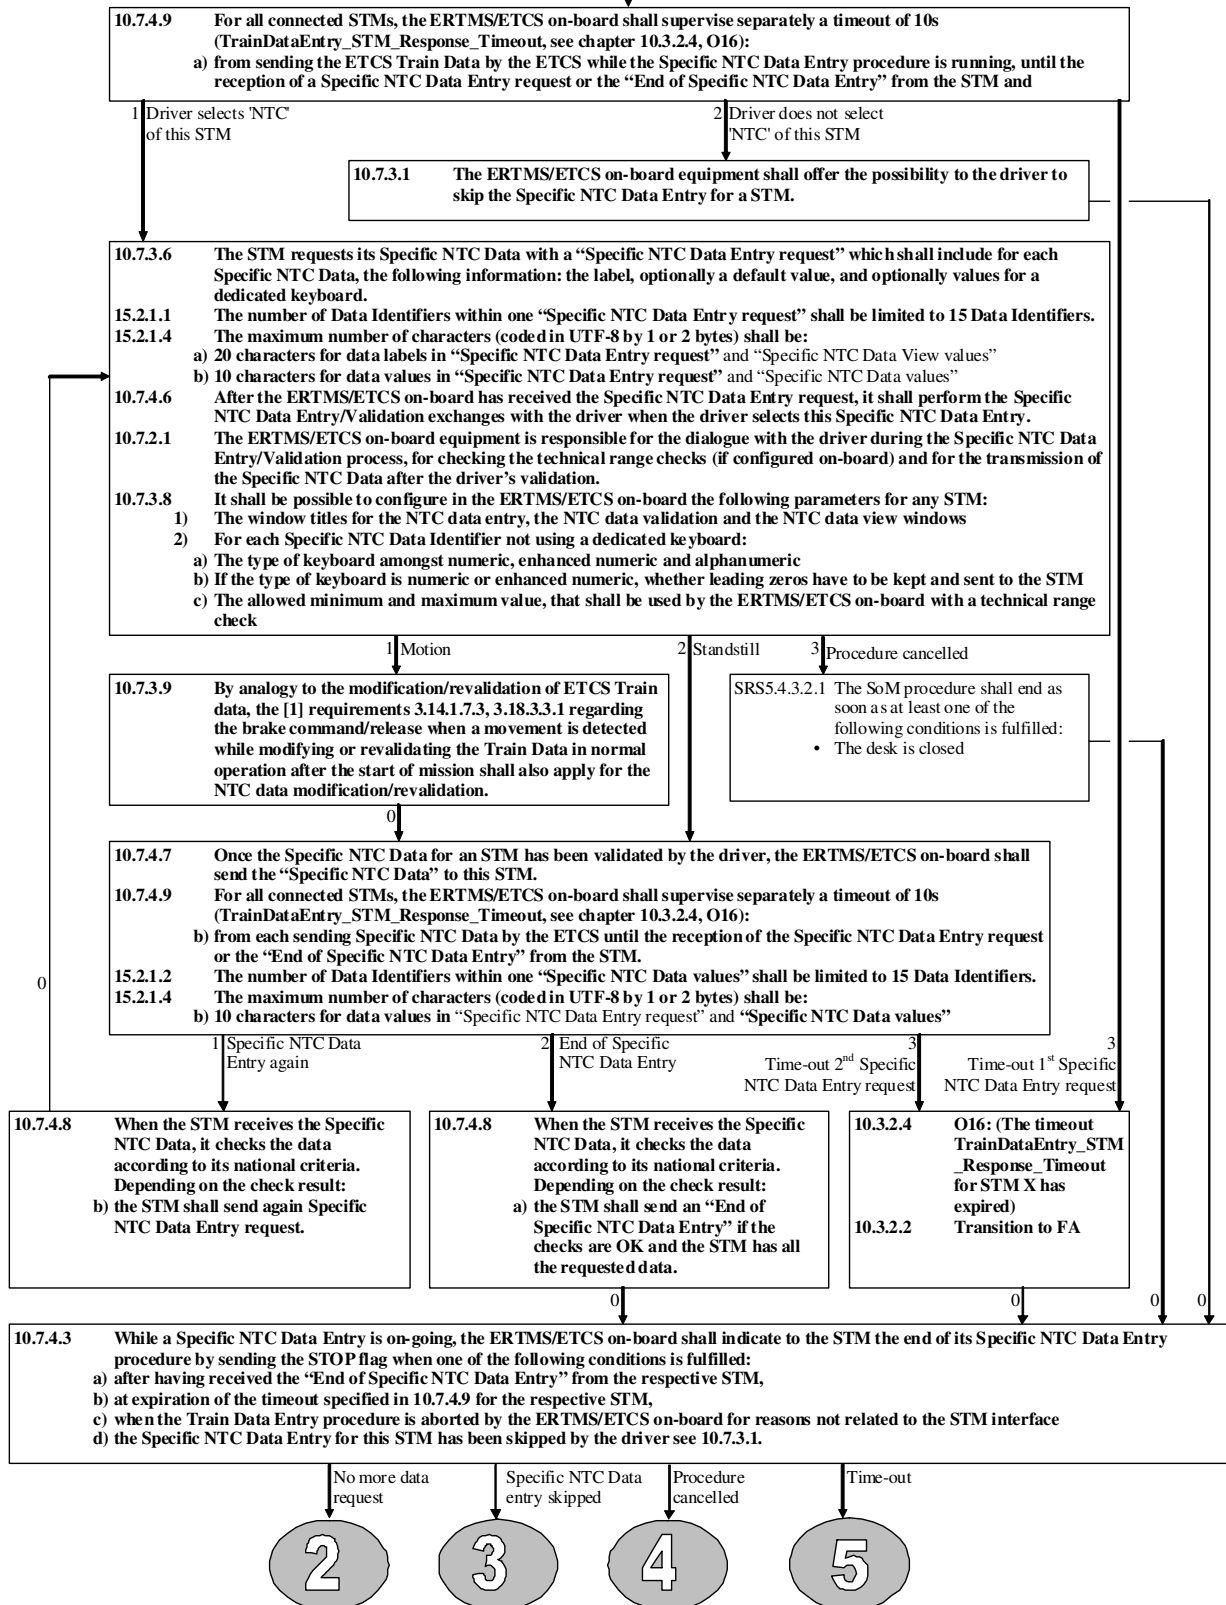 10.7.4.9 For all connected STMs, the ERTMS/ETCS on-board shall supervise separately a timeout of 10s
(TrainDataEntry_STM_Response_Timeout, see chapter 10.3.2.4, O16):
a) from sending the ETCS Train Data by the ETCS while the Specific NTC Data Entry procedure is running, until the
reception of a Specific NTC Data Entry request or the “End of Specific NTC Data Entry” from the STM and
1 Driver selects 'NTC'
of this STM
2 Driver does not select
'NTC' of this STM
10.7.3.1 The ERTMS/ETCS on-board equipment shall offer the possibility to the driver to
skip the Specific NTC Data Entry for a STM.
10.7.3.6 The STM requests its Specific NTC Data with a “Specific NTC Data Entry request” which shall include for each
Specific NTC Data, the following information: the label, optionally a default value, and optionally values for a
dedicated keyboard.
15.2.1.1 The number of Data Identifiers within one “Specific NTC Data Entry request” shall be limited to 15 Data Identifiers.
15.2.1.4 The maximum number of characters (coded in UTF-8 by 1 or 2 bytes) shall be:
a) 20 characters for data labels in “Specific NTC Data Entry request” and “Specific NTC Data View values”
b) 10 characters for data values in “Specific NTC Data Entry request” and “Specific NTC Data values”
10.7.4.6 After the ERTMS/ETCS on-board has received the Specific NTC Data Entry request, it shall perform the Specific
NTC Data Entry/Validation exchanges with the driver when the driver selects this Specific NTC Data Entry.
10.7.2.1 The ERTMS/ETCS on-board equipment is responsible for the dialogue with the driver during the Specific NTC Data
Entry/Validation process, for checking the technical range checks (if configured on-board) and for the transmission of
the Specific NTC Data after the driver’s validation.
10.7.3.8 It shall be possible to configure in the ERTMS/ETCS on-board the following parameters for any STM:
1) The window titles for the NTC data entry, the NTC data validation and the NTC data view windows
2) For each Specific NTC Data Identifier not using a dedicated keyboard:
a) The type of keyboard amongst numeric, enhanced numeric and alphanumeric
b) If the type of keyboard is numeric or enhanced numeric, whether leading zeros have to be kept and sent to the STM
c) The allowed minimum and maximum value, that shall be used by the ERTMS/ETCS on-board with a technical range
check
1 Motion
2 Standstill
3 Procedure cancelled
10.7.3.9 By analogy to the modification/revalidation of ETCS Train
data, the [1] requirements 3.14.1.7.3, 3.18.3.3.1 regarding
the brake command/release when a movement is detected
while modifying or revalidating the Train Data in normal
operation after the start of mission shall also apply for the
NTC data modification/revalidation.
SRS5.4.3.2.1 The SoM procedure shall end as
soon as at least one of the
following conditions is fulfilled:
• The desk is closed
0
10.7.4.7 Once the Specific NTC Data for an STM has been validated by the driver, the ERTMS/ETCS on-board shall
send the “Specific NTC Data” to this STM.
10.7.4.9 For all connected STMs, the ERTMS/ETCS on-board shall supervise separately a timeout of 10s
(TrainDataEntry_STM_Response_Timeout, see chapter 10.3.2.4, O16):
b) from each sending Specific NTC Data by the ETCS until the reception of the Specific NTC Data Entry request
or the “End of Specific NTC Data Entry” from the STM.
15.2.1.2 The number of Data Identifiers within one “Specific NTC Data values” shall be limited to 15 Data Identifiers.
15.2.1.4 The maximum number of characters (coded in UTF-8 by 1 or 2 bytes) shall be:
b) 10 characters for data values in “Specific NTC Data Entry request” and “Specific NTC Data values”
0
1 Specific NTC Data
Entry again
2 End of Specific
NTC Data Entry
3
Time-out 2nd Specific
NTC Data Entry request
3
Time-out 1st Specific
NTC Data Entry request
10.7.4.8 When the STM receives the Specific
NTC Data, it checks the data
according to its national criteria.
Depending on the check result:
b) the STM shall send again Specific
NTC Data Entry request.
10.7.4.8 When the STM receives the Specific
NTC Data, it checks the data
according to its national criteria.
Depending on the check result:
a) the STM shall send an “End of
Specific NTC Data Entry” if the
checks are OK and the STM has all
the requested data.
10.3.2.4 O16: (The timeout
TrainDataEntry_STM
_Response_Timeout
for STM X has
expired)
10.3.2.2 Transition to FA
0
0
0
0
10.7.4.3 While a Specific NTC Data Entry is on-going, the ERTMS/ETCS on-board shall indicate to the STM the end of its Specific NTC Data Entry
procedure by sending the STOP flag when one of the following conditions is fulfilled:
a) after having received the “End of Specific NTC Data Entry” from the respective STM,
b) at expiration of the timeout specified in 10.7.4.9 for the respective STM,
c) when the Train Data Entry procedure is aborted by the ERTMS/ETCS on-board for reasons not related to the STM interface
d) the Specific NTC Data Entry for this STM has been skipped by the driver see 10.7.3.1.
No more data
request
Specific NTC Data
entry skipped
Procedure
cancelled
Time-out
2
3
4
5